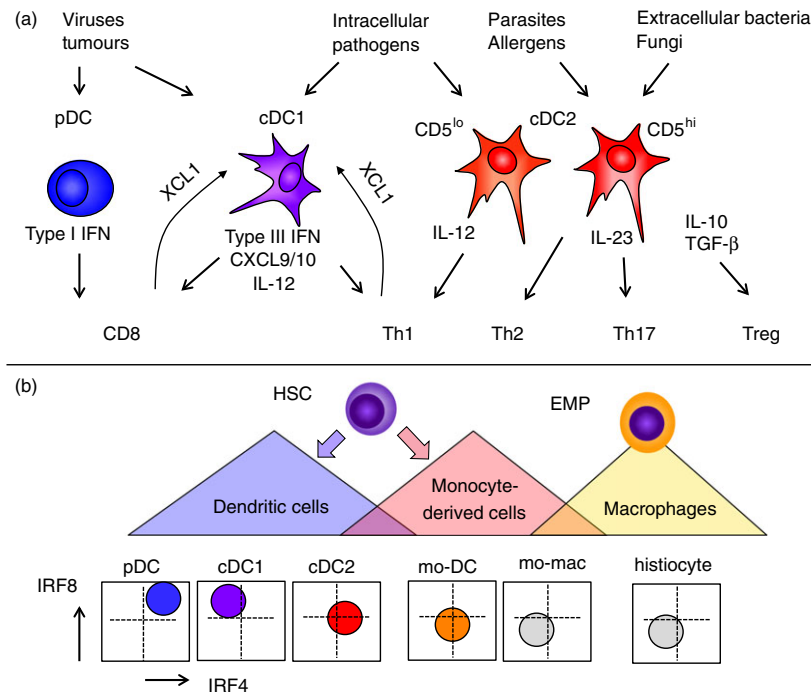 (a)
Viruses
tumours
Intracellular
pathogens
Parasites
Allergens
Extracellular bacteria
Fungi
pDC
cDC1
CD5lo
cDC2
CD5hi
XCL1
XCL1
Type I IFN
Type III IFN
CXCL9/10
IL-12
IL-12
IL-23
IL-10
TGF-β
CD8
Th1
Th2
Th17
Treg
(b)
HSC
EMP
Dendritic cells
Monocyte-
derived cells
Macrophages
pDC
cDC1
cDC2
mo-DC
mo-mac
histiocyte
IRF8
IRF4